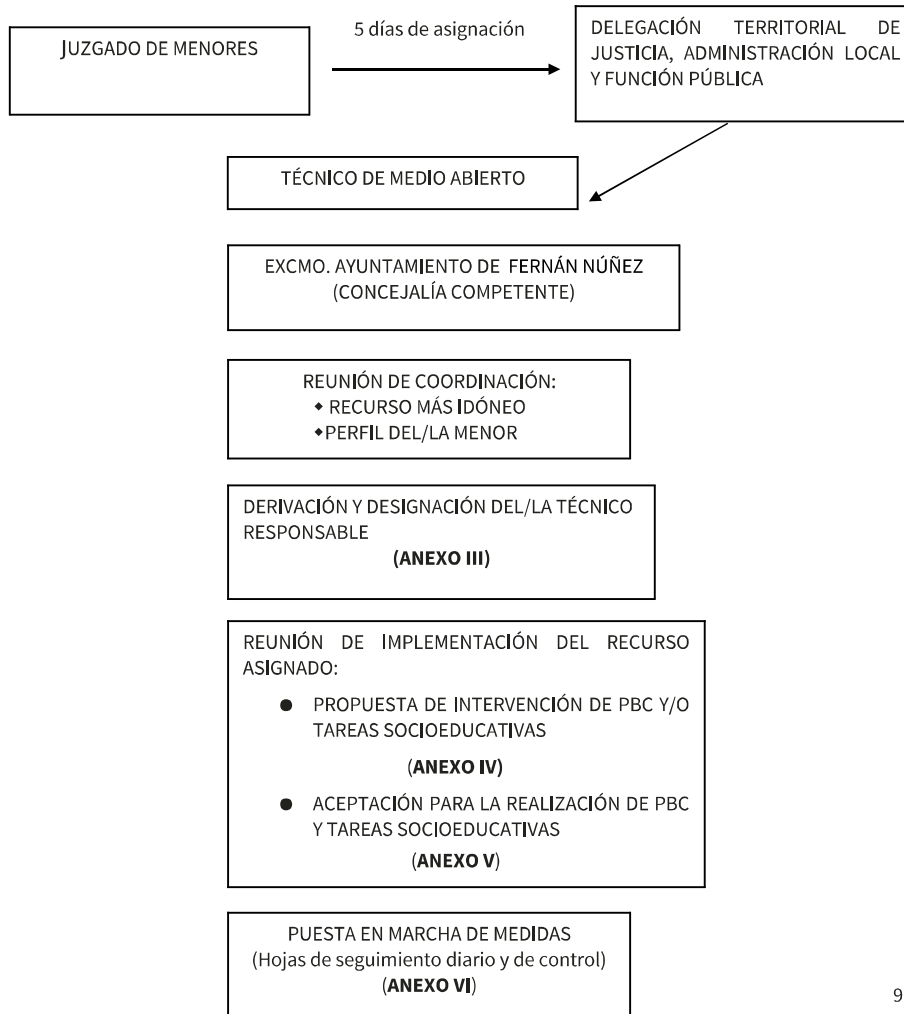 JUZGADO DE MENORES
5 días de asignación
DELEGACIÓN TERRITORIAL DE
JUSTICIA, ADMINISTRACIÓN LOCAL
Y FUNCIÓN PÚBLICA
TÉCNICO DE MEDIO ABIERTO
EXCMO. AYUNTAMIENTO DE FERNÁN NÚÑEZ
(CONCEJALÍA COMPETENTE)
REUNIÓN DE COORDINACIÓN:
◆ RECURSO MÁS IDÓNEO
◆PERFIL DEL/LA MENOR
DERIVACIÓN Y DESIGNACIÓN DEL/LA TÉCNICO
RESPONSABLE
(ANEXO III)
REUNIÓN DE IMPLEMENTACIÓN DEL RECURSO
ASIGNADO:
● PROPUESTA DE INTERVENCIÓN DE PBC Y/O
TAREAS SOCIOEDUCATIVAS
(ANEXO IV)
● ACEPTACIÓN PARA LA REALIZACIÓN DE PBC
Y TAREAS SOCIOEDUCATIVAS
(ANEXO V)
PUESTA EN MARCHA DE MEDIDAS
(Hojas de seguimiento diario y de control)
(ANEXO VI)
9